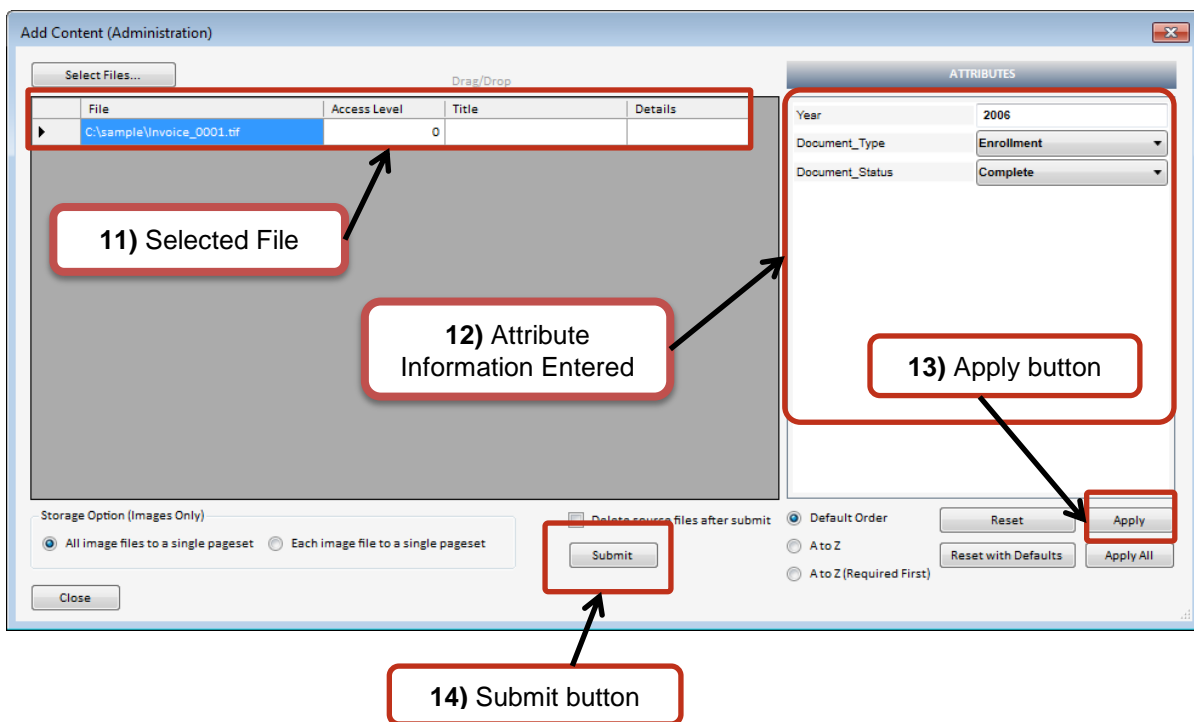 Add Content (Administration)
Select Files...
Drag/Drop
ATTRIBUTES
File Access Level Title Details
C:\sample\Invoice_0001.tif 0
Year 2006
Document_Type Enrollment
Document_Status Complete
11) Selected File
12) Attribute
Information Entered
13) Apply button
Storage Option (Images Only)
All image files to a single pageset Each image file to a single pageset
Delete source files after submit
Submit
Default Order
A to Z
A to Z (Required First)
Reset Apply
Reset with Defaults Apply All
Close
14) Submit button